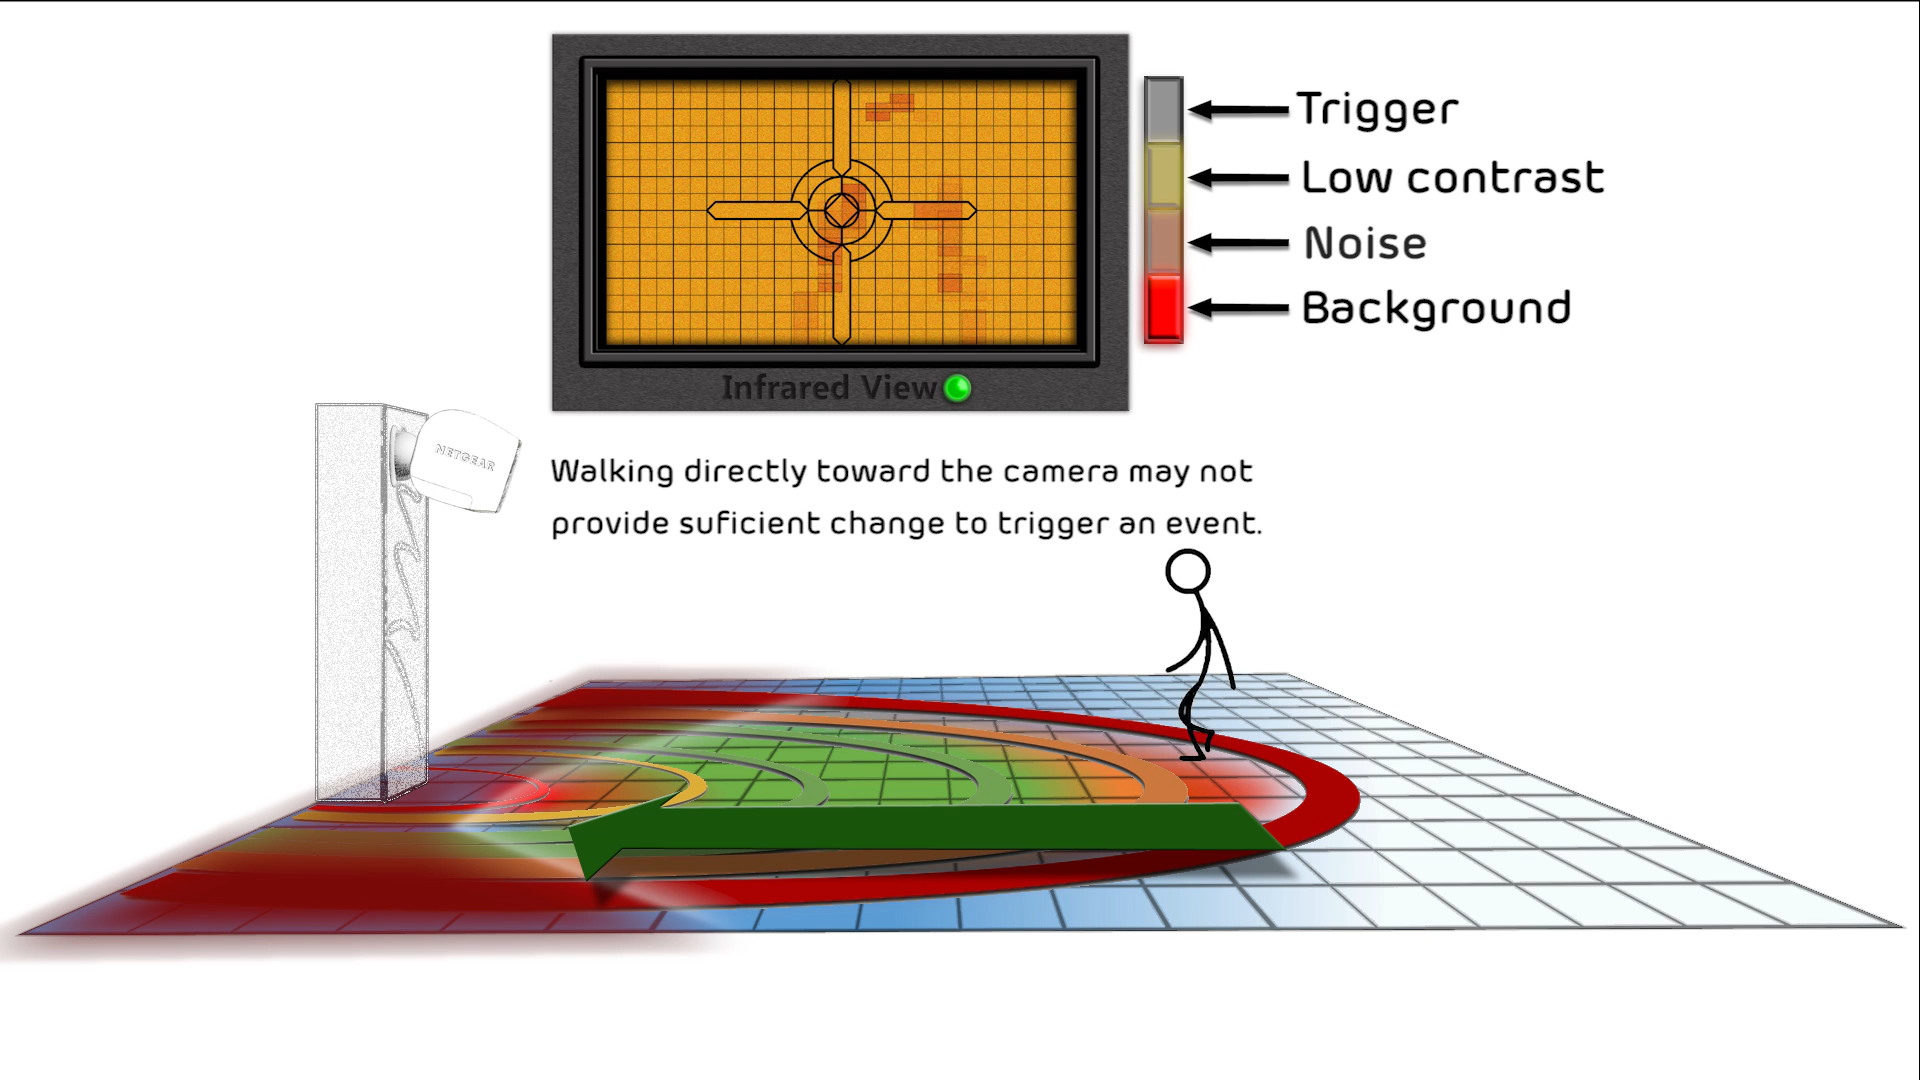 Trigger
Low contrast
Noise
Background
Infrared View
NETGEAR
Walking directly toward the camera may not
provide suficient change to trigger an event.